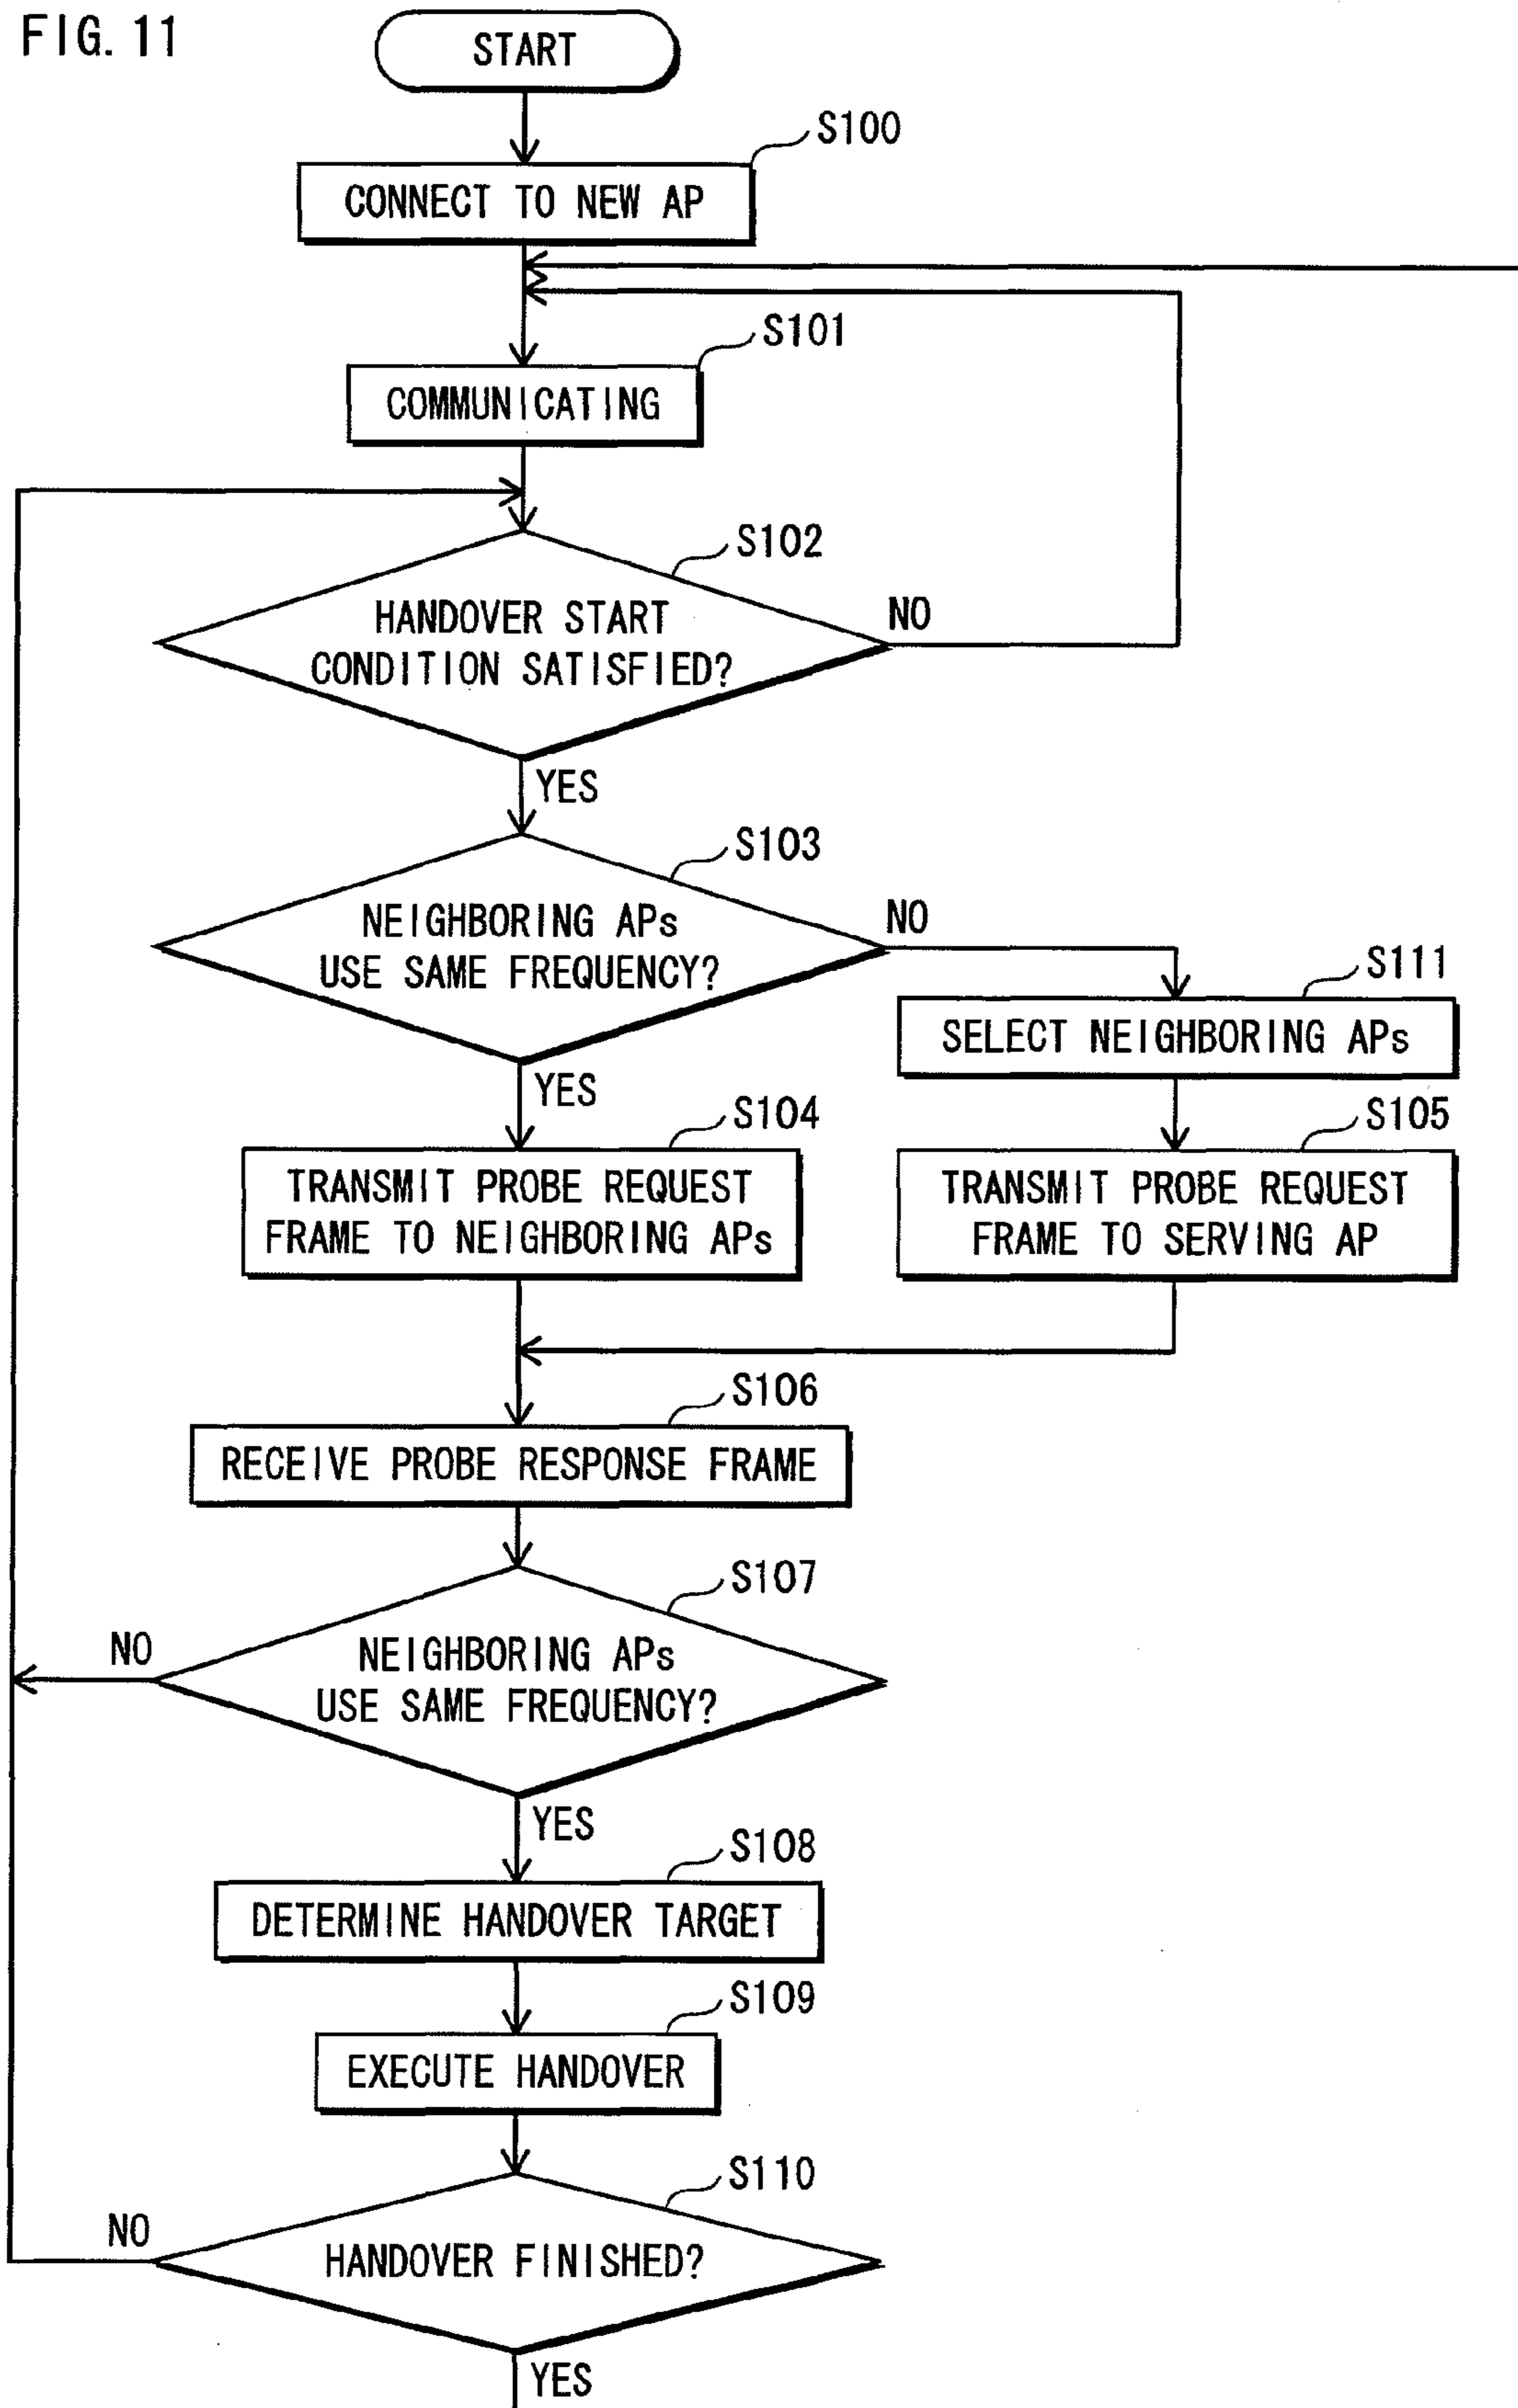 FIG. 11
START
S100
CONNECT TO NEW AP
S101
COMMUNICATING
S102
HANDOVER START
CONDITION SATISFIED?
NO
YES
S103
NEIGHBORING APs
USE SAME FREQUENCY?
NO
YES
S111
SELECT NEIGHBORING APs
S104
TRANSMIT PROBE REQUEST
FRAME TO NEIGHBORING APs
S105
TRANSMIT PROBE REQUEST
FRAME TO SERVING AP
S106
RECEIVE PROBE RESPONSE FRAME
S107
NEIGHBORING APs
USE SAME FREQUENCY?
NO
YES
S108
DETERMINE HANDOVER TARGET
S109
EXECUTE HANDOVER
S110
HANDOVER FINISHED?
NO
YES